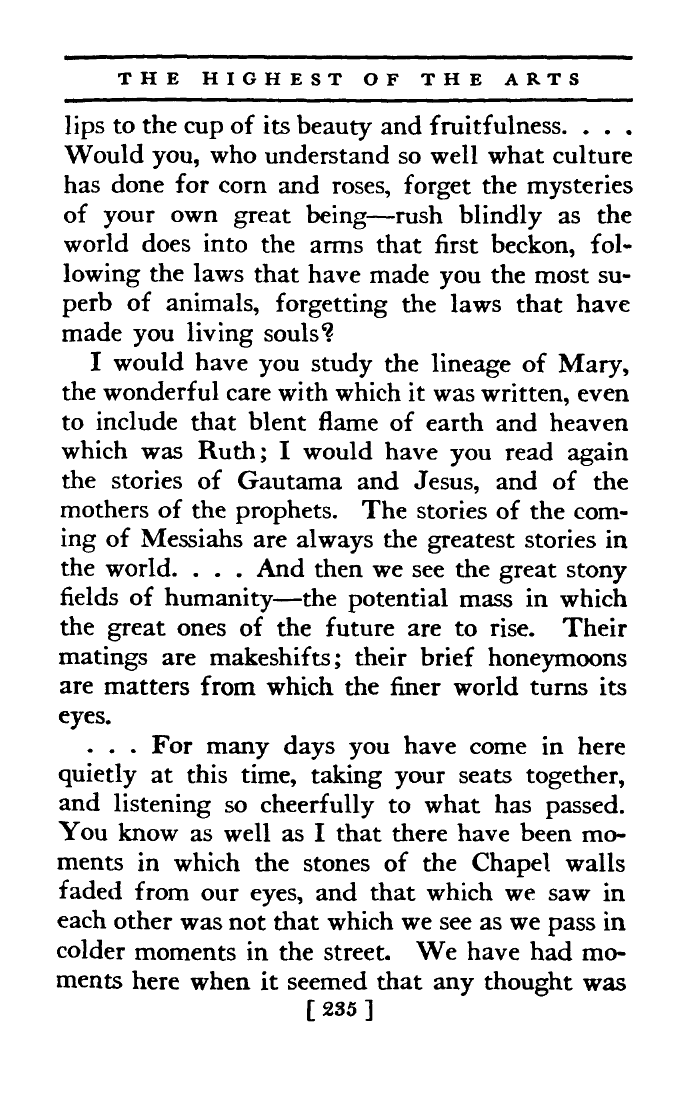 THE HIGHEST OF THE ARTS
lips to the cup of its beauty and fruitfulness. . . .
Would you, who understand so well what culture
has done for corn and roses, forget the mysteries
of your own great being—rush blindly as the
world does into the arms that first beckon, fol-
lowing the laws that have made you the most su-
perb of animals, forgetting the laws that have
made you living souls?
I would have you study the lineage of Mary,
the wonderful care with which it was written, even
to include that blent flame of earth and heaven
which was Ruth; I would have you read again
the stories of Gautama and Jesus, and of the
mothers of the prophets. The stories of the com-
ing of Messiahs are always the greatest stories in
the world. . . . And then we see the great stony
fields of humanity—the potential mass in which
the great ones of the future are to rise. Their
matings are makeshifts; their brief honeymoons
are matters from which the finer world turns its
eyes.
. . . For many days you have come in here
quietly at this time, taking your seats together,
and listening so cheerfully to what has passed.
You know as well as I that there have been mo-
ments in which the stones of the Chapel walls
faded from our eyes, and that which we saw in
each other was not that which we see as we pass in
colder moments in the street. We have had mo-
ments here when it seemed that any thought was
[ 235 ]